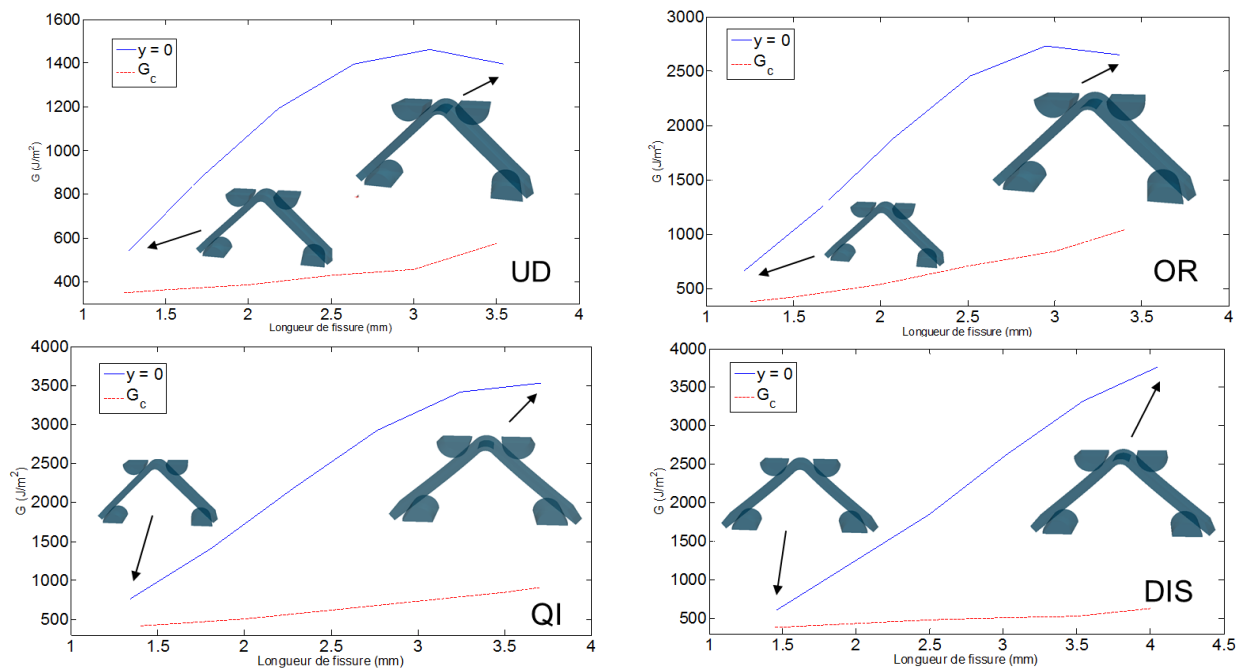 1600
1400
1200
1000
800
600
400
G (J/m²)
y = 0
G_c
UD
1 1.5 2 2.5 3 3.5 4
Longueur de fissure (mm)
3000
2500
2000
1500
1000
500
G (J/m²)
y = 0
G_c
OR
1 1.5 2 2.5 3 3.5 4
Longueur de fissure (mm)
4000
3500
3000
2500
2000
1500
1000
500
G (J/m²)
y = 0
G_c
QI
1 1.5 2 2.5 3 3.5 4
Longueur de fissure (mm)
4000
3500
3000
2500
2000
1500
1000
500
G (J/m²)
y = 0
G_c
DIS
1 1.5 2 2.5 3 3.5 4 4.5
Longueur de fissure (mm)